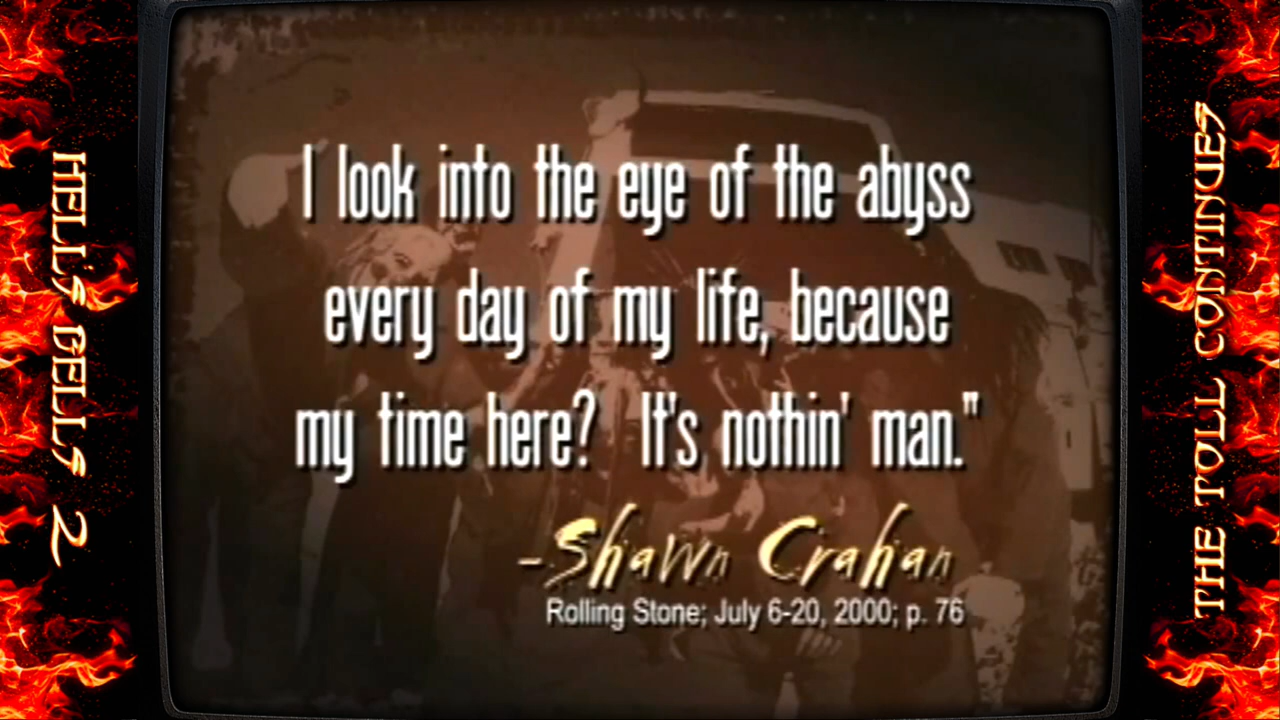 HELL'S BELLS 2
I look into the eye of the abyss
every day of my life, because
my time here? It's nothin' man."
-Shawn Crahan
Rolling Stone; July 6-20, 2000; p. 76
THE TOLL CONTINUES